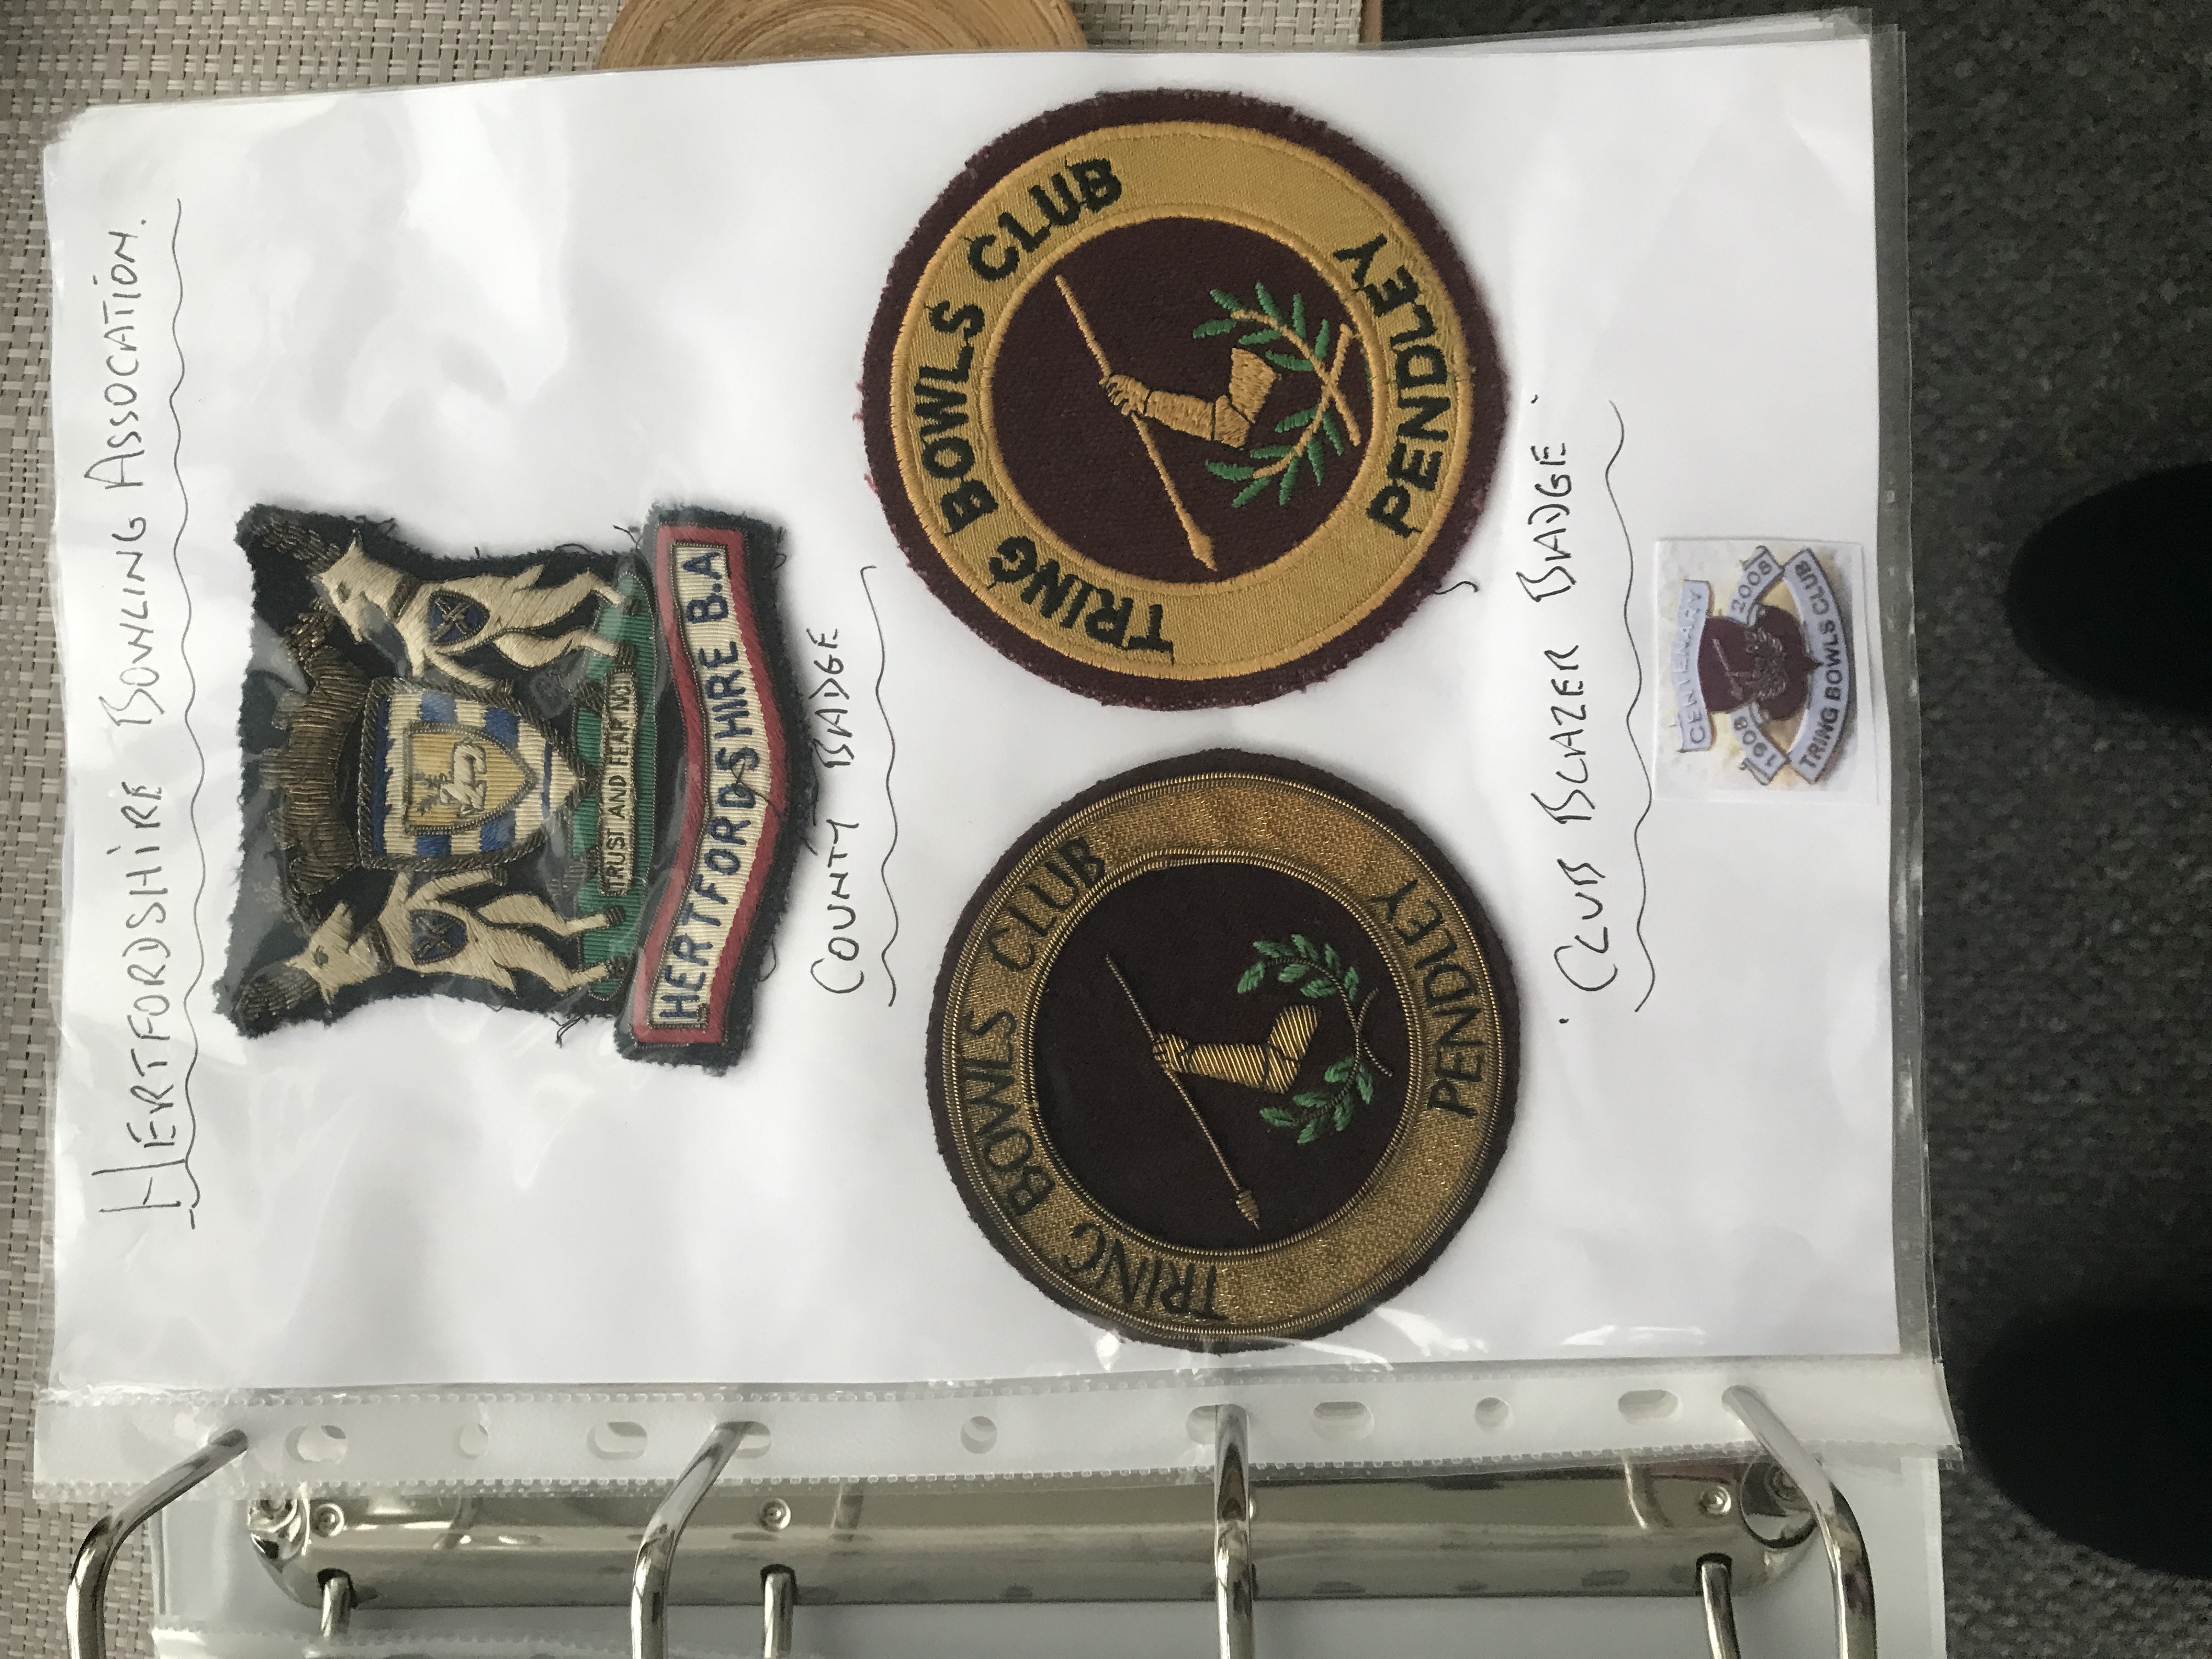 HERTFORDSHIRE BOWLING ASSOCATION.
TRUST AND FEAR NOT
HERTFORDSHIRE B.A
COUNTY BADGE
TRING BOWLS CLUB
PENDLEY
TRING BOWLS CLUB
PENDLEY
· CLUB BLAZER BADGE ·
CENTENARY
1908 2008
TRING BOWLS CLUB